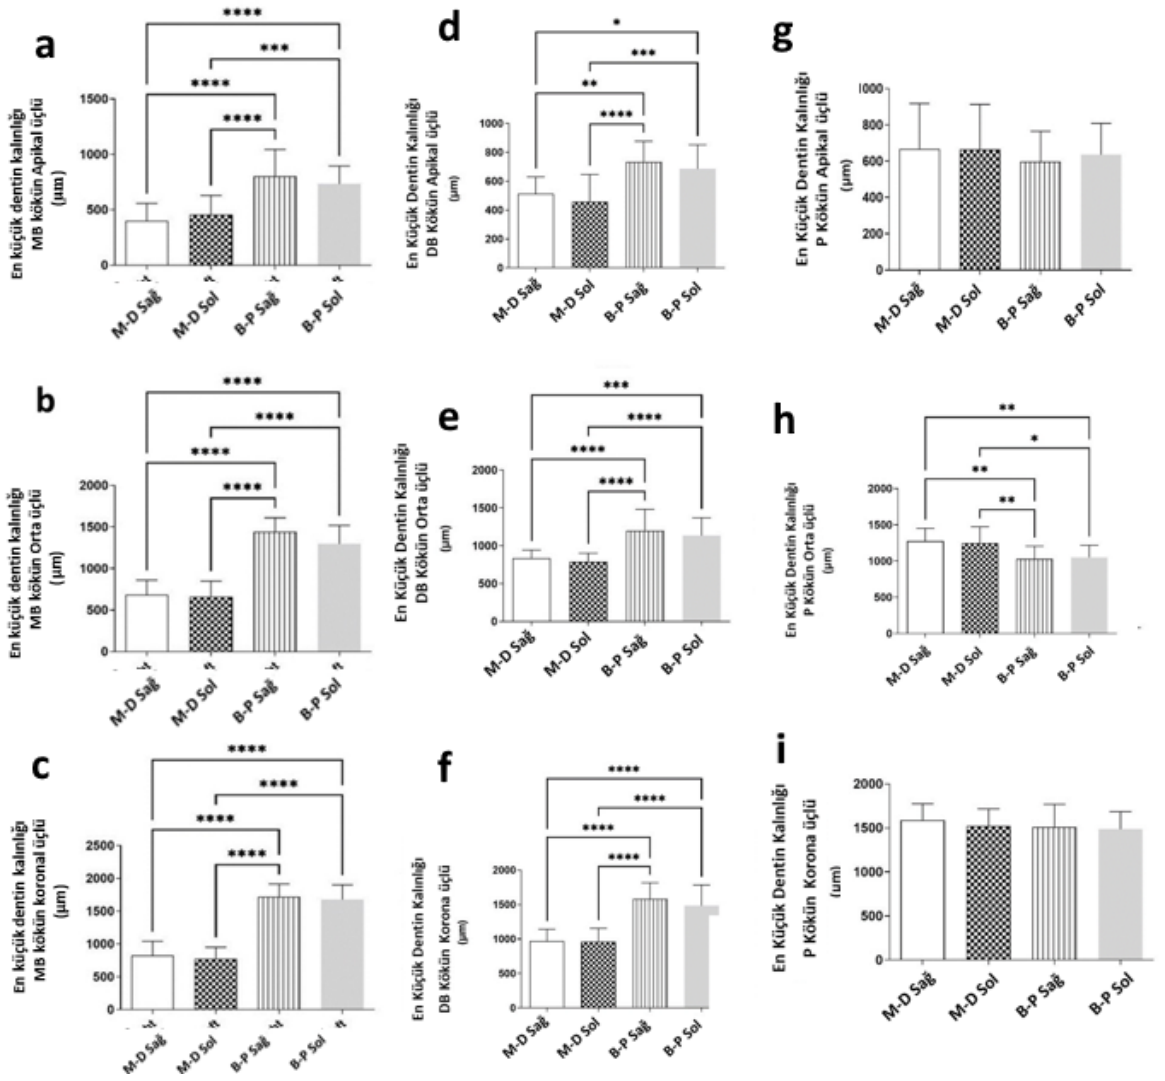 a
****
***
****
****
En küçük dentin kalınlığı
MB kökün Apikal üçlü
(µm)
1500
1000
500
0
M-D Sağ
M-D Sol
B-P Sağ
B-P Sol
d
*
***
**
****
En Küçük Dentin Kalınlığı
DB Kökün Apikal üçlü
(µm)
1000
800
600
400
200
0
M-D Sağ
M-D Sol
B-P Sağ
B-P Sol
g
En Küçük Dentin Kalınlığı
P Kökün Apikal üçlü
(µm)
1000
800
600
400
200
0
M-D Sağ
M-D Sol
B-P Sağ
B-P Sol
b
****
****
****
****
En küçük dentin kalınlığı
MB kökün Orta üçlü
(µm)
2000
1500
1000
500
0
M-D Sağ
M-D Sol
B-P Sağ
B-P Sol
e
***
****
****
****
En Küçük Dentin Kalınlığı
DB Kökün Orta üçlü
(µm)
2000
1500
1000
500
0
M-D Sağ
M-D Sol
B-P Sağ
B-P Sol
h
**
*
**
**
En Küçük Dentin Kalınlığı
P Kökün Orta üçlü
(µm)
2000
1500
1000
500
0
M-D Sağ
M-D Sol
B-P Sağ
B-P Sol
c
****
****
****
****
En küçük dentin kalınlığı
MB kökün koronal üçlü
(µm)
2500
2000
1500
1000
500
0
M-D Sağ
M-D Sol
B-P Sağ
B-P Sol
f
****
****
****
****
En Küçük Dentin Kalınlığı
DB Kökün Korona üçlü
(µm)
2000
1500
1000
500
0
M-D Sağ
M-D Sol
B-P Sağ
B-P Sol
i
En Küçük Dentin Kalınlığı
P Kökün Korona üçlü
(um)
2000
1500
1000
500
0
M-D Sağ
M-D Sol
B-P Sağ
B-P Sol